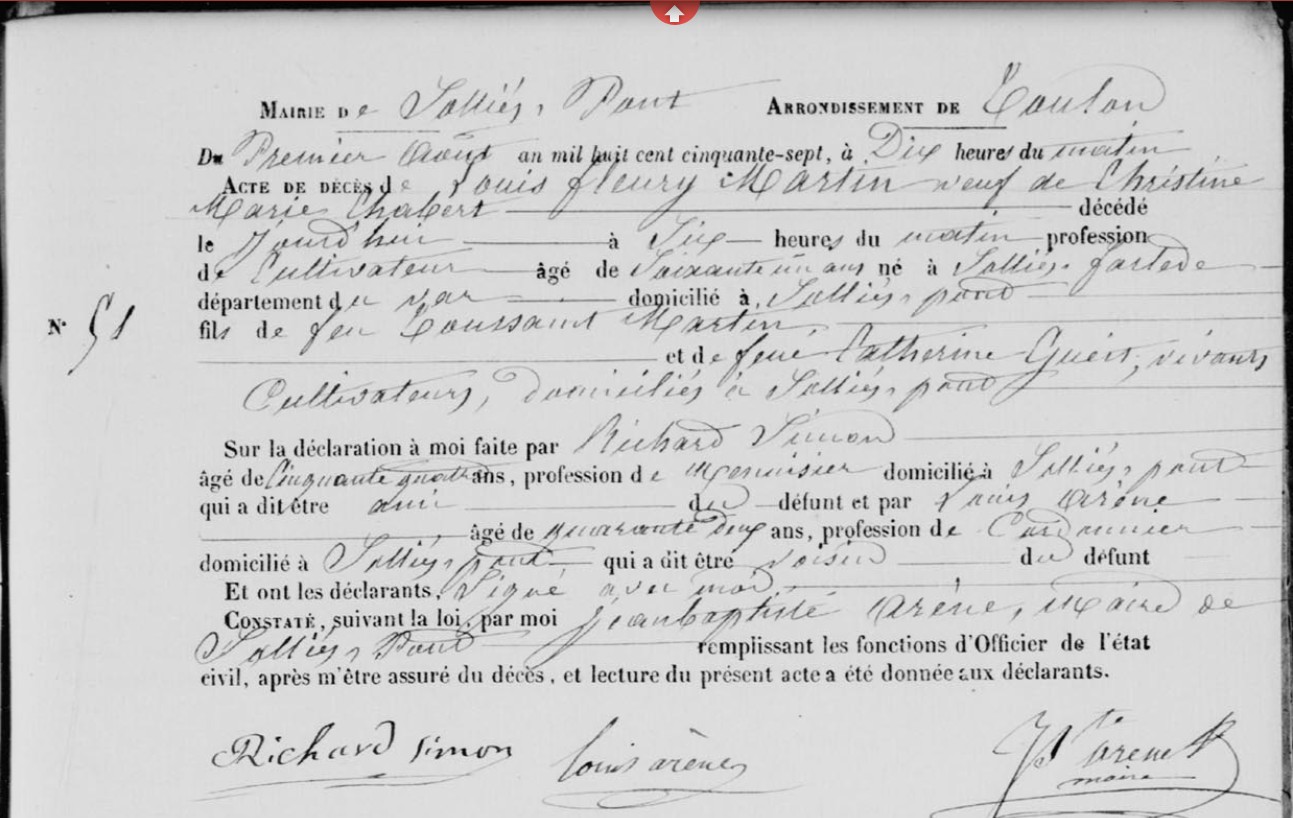 Mairie de Solliès, Pont Arrondissement de Toulon
Du Premier Août an mil huit cent cinquante-sept, à Dix heures du matin
Acte de décès de Louis fleury Martin veuf de Christine
Marie Chabert décédé
le Jourd'hui à Six heures du matin profession
de Cultivateur âgé de Soixante un ans né à Solliès, farlede
département du var domicilié à Solliès, pont
N° 51
fils de feu Toussaint Martin,
et de feue Catherine Gueit, vivants
Cultivateurs, domiciliés à Solliès, pont
Sur la déclaration à moi faite par Richard Simon
âgé de Cinquante quatre ans, profession de Menuisier domicilié à Solliès, pont
qui a dit être ami du défunt et par Louis Arène
âgé de quarante deux ans, profession de Cordonnier
domicilié à Solliès, pont qui a dit être voisin du défunt
Et ont les déclarants, Signé avec moi
Constaté, suivant la loi, par moi Jeanbaptiste Arène, Maire de
Solliès, Pont remplissant les fonctions d'Officier de l'état
civil, après m'être assuré du décès, et lecture du présent acte a été donnée aux déclarants.
Richard Simon louis arène Jb te arene
maire